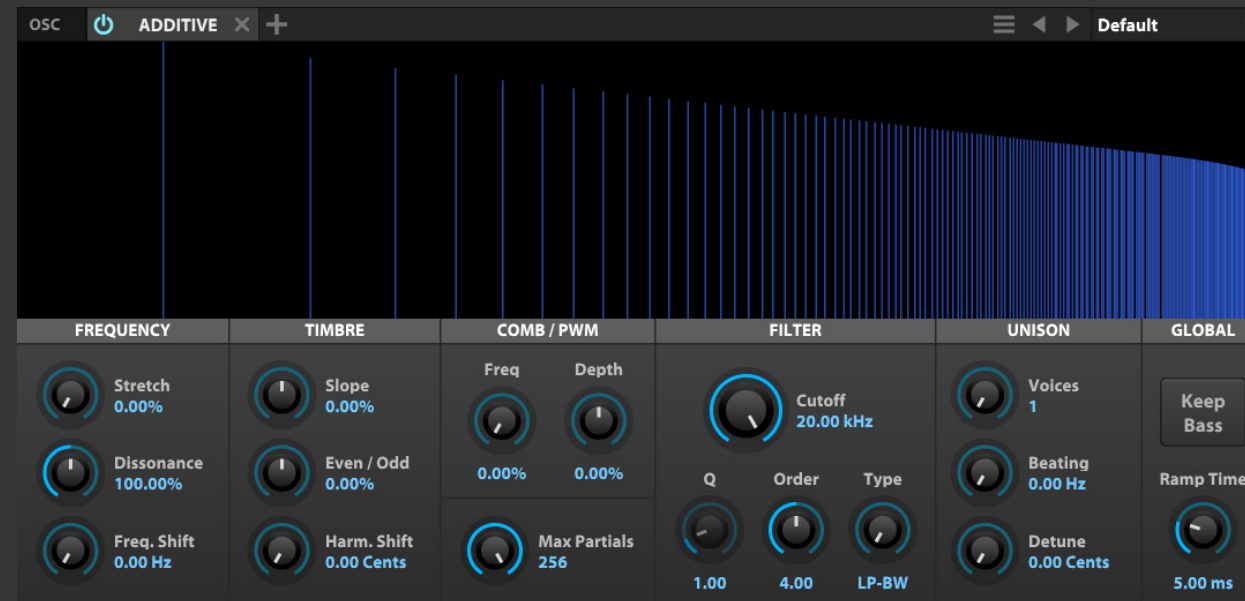 OSC ADDITIVE Default
FREQUENCY TIMBRE COMB / PWM FILTER UNISON GLOBAL
Stretch
0.00%
Dissonance
100.00%
Freq. Shift
0.00 Hz
Slope
0.00%
Even / Odd
0.00%
Harm. Shift
0.00 Cents
Freq Depth
0.00% 0.00%
Max Partials
256
Cutoff
20.00 kHz
Q Order Type
1.00 4.00 LP-BW
Voices
1
Beating
0.00 Hz
Detune
0.00 Cents
Keep
Bass
Ramp Time
5.00 ms